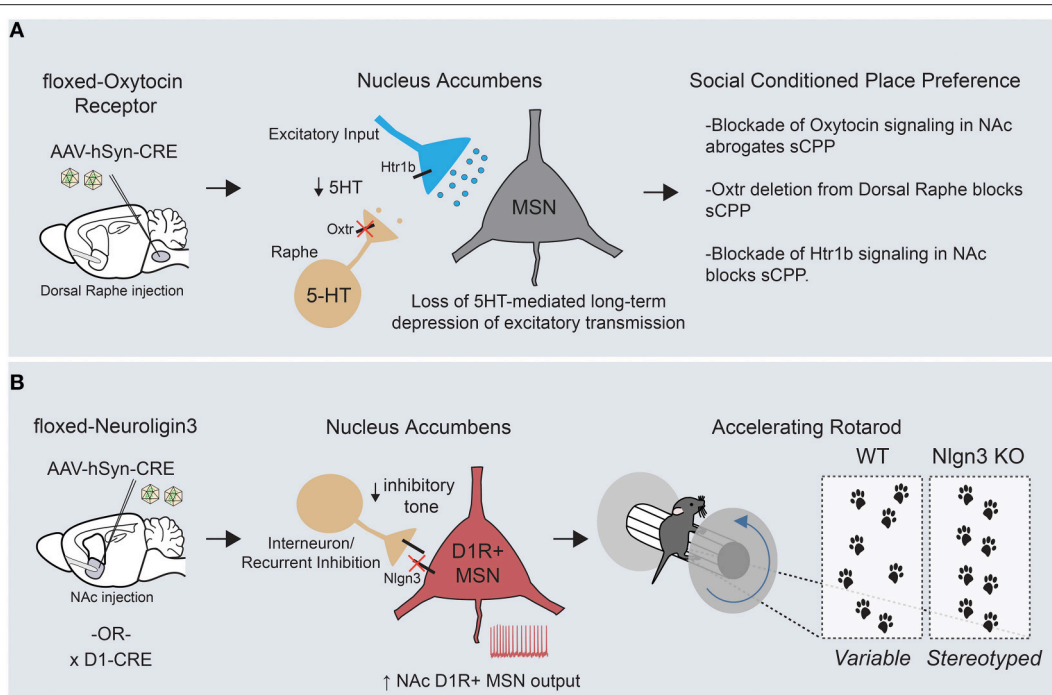 A
floxed-Oxytocin
Receptor
AAV-hSyn-CRE
Dorsal Raphe injection
Nucleus Accumbens
Excitatory Input
Htr1b
↓ 5HT
Oxtr
Raphe
5-HT
MSN
Loss of 5HT-mediated long-term
depression of excitatory transmission
Social Conditioned Place Preference
-Blockade of Oxytocin signaling in NAc
abrogates sCPP
-Oxtr deletion from Dorsal Raphe blocks
sCPP
-Blockade of Htr1b signaling in NAc
blocks sCPP.
B
floxed-Neuroligin3
AAV-hSyn-CRE
NAc injection
-OR-
x D1-CRE
Nucleus Accumbens
↓ inhibitory
tone
Interneuron/
Recurrent Inhibition
Nlgn3
D1R+
MSN
↑ NAc D1R+ MSN output
Accelerating Rotarod
WT
Nlgn3 KO
Variable
Stereotyped